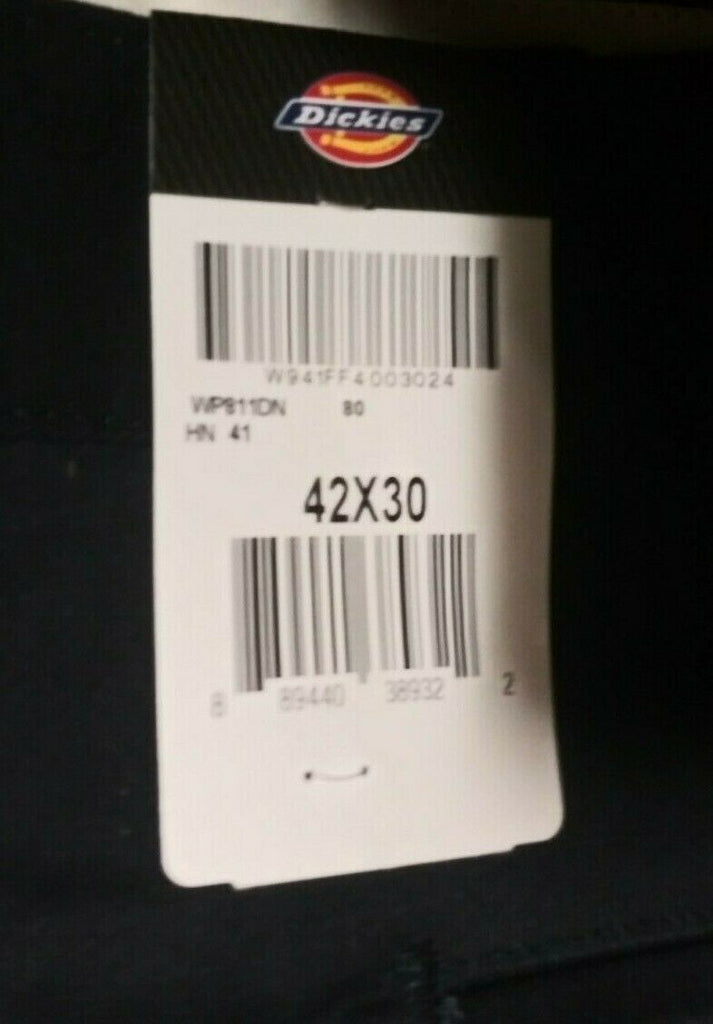 Dickies
W941FF4003024
WP811DN 80
HN 41
42X30
8 89440 38932 2